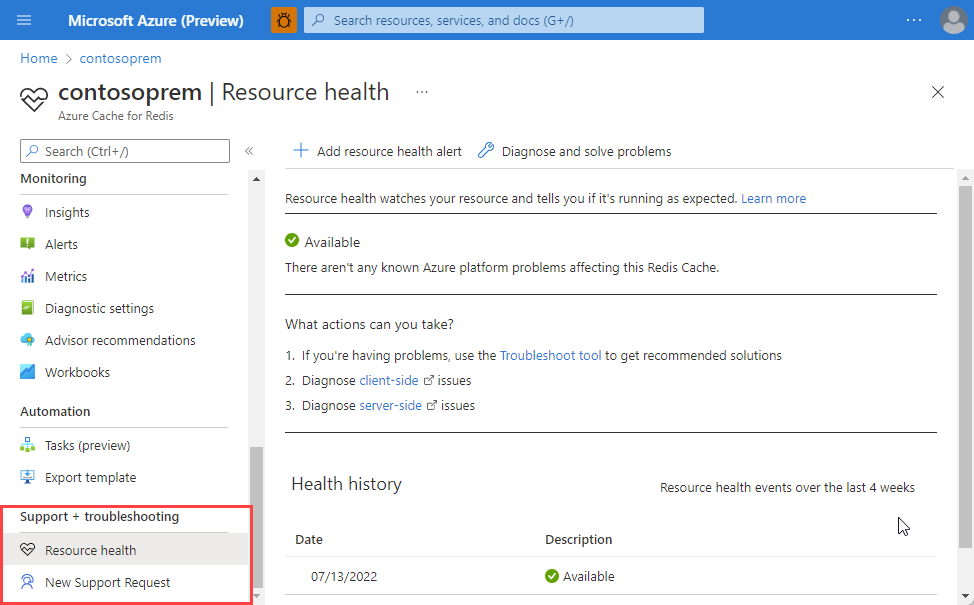 Microsoft Azure (Preview)
Search resources, services, and docs (G+/)
Home > contosoprem
contosoprem | Resource health
Azure Cache for Redis
Search (Ctrl+/)
Monitoring
Insights
Alerts
Metrics
Diagnostic settings
Advisor recommendations
Workbooks
Automation
Tasks (preview)
Export template
Support + troubleshooting
Resource health
New Support Request
Add resource health alert
Diagnose and solve problems
Resource health watches your resource and tells you if it's running as expected. Learn more
Available
There aren't any known Azure platform problems affecting this Redis Cache.
What actions can you take?
1. If you're having problems, use the Troubleshoot tool to get recommended solutions
2. Diagnose client-side issues
3. Diagnose server-side issues
Health history
Resource health events over the last 4 weeks
Date Description
07/13/2022 Available